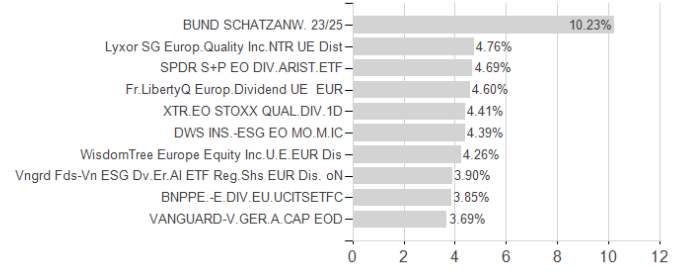 BUND SCHATZANW. 23/25 10.23%
Lyxor SG Europ.Quality Inc.NTR UE Dist 4.76%
SPDR S+P EO DIV.ARIST.ETF 4.69%
Fr.LibertyQ Europ.Dividend UE  EUR 4.60%
XTR.EO STOXX QUAL.DIV.1D 4.41%
DWS INS.-ESG EO MO.M.IC 4.39%
WisdomTree Europe Equity Inc.U.E.EUR Dis 4.26%
Vngrd Fds-Vn ESG Dv.Er.Al ETF Reg.Shs EUR Dis. oN 3.90%
BNPPE.-E.DIV.EU.UCITSETFC 3.85%
VANGUARD-V.GER.A.CAP EOD 3.69%
0 2 4 6 8 10 12